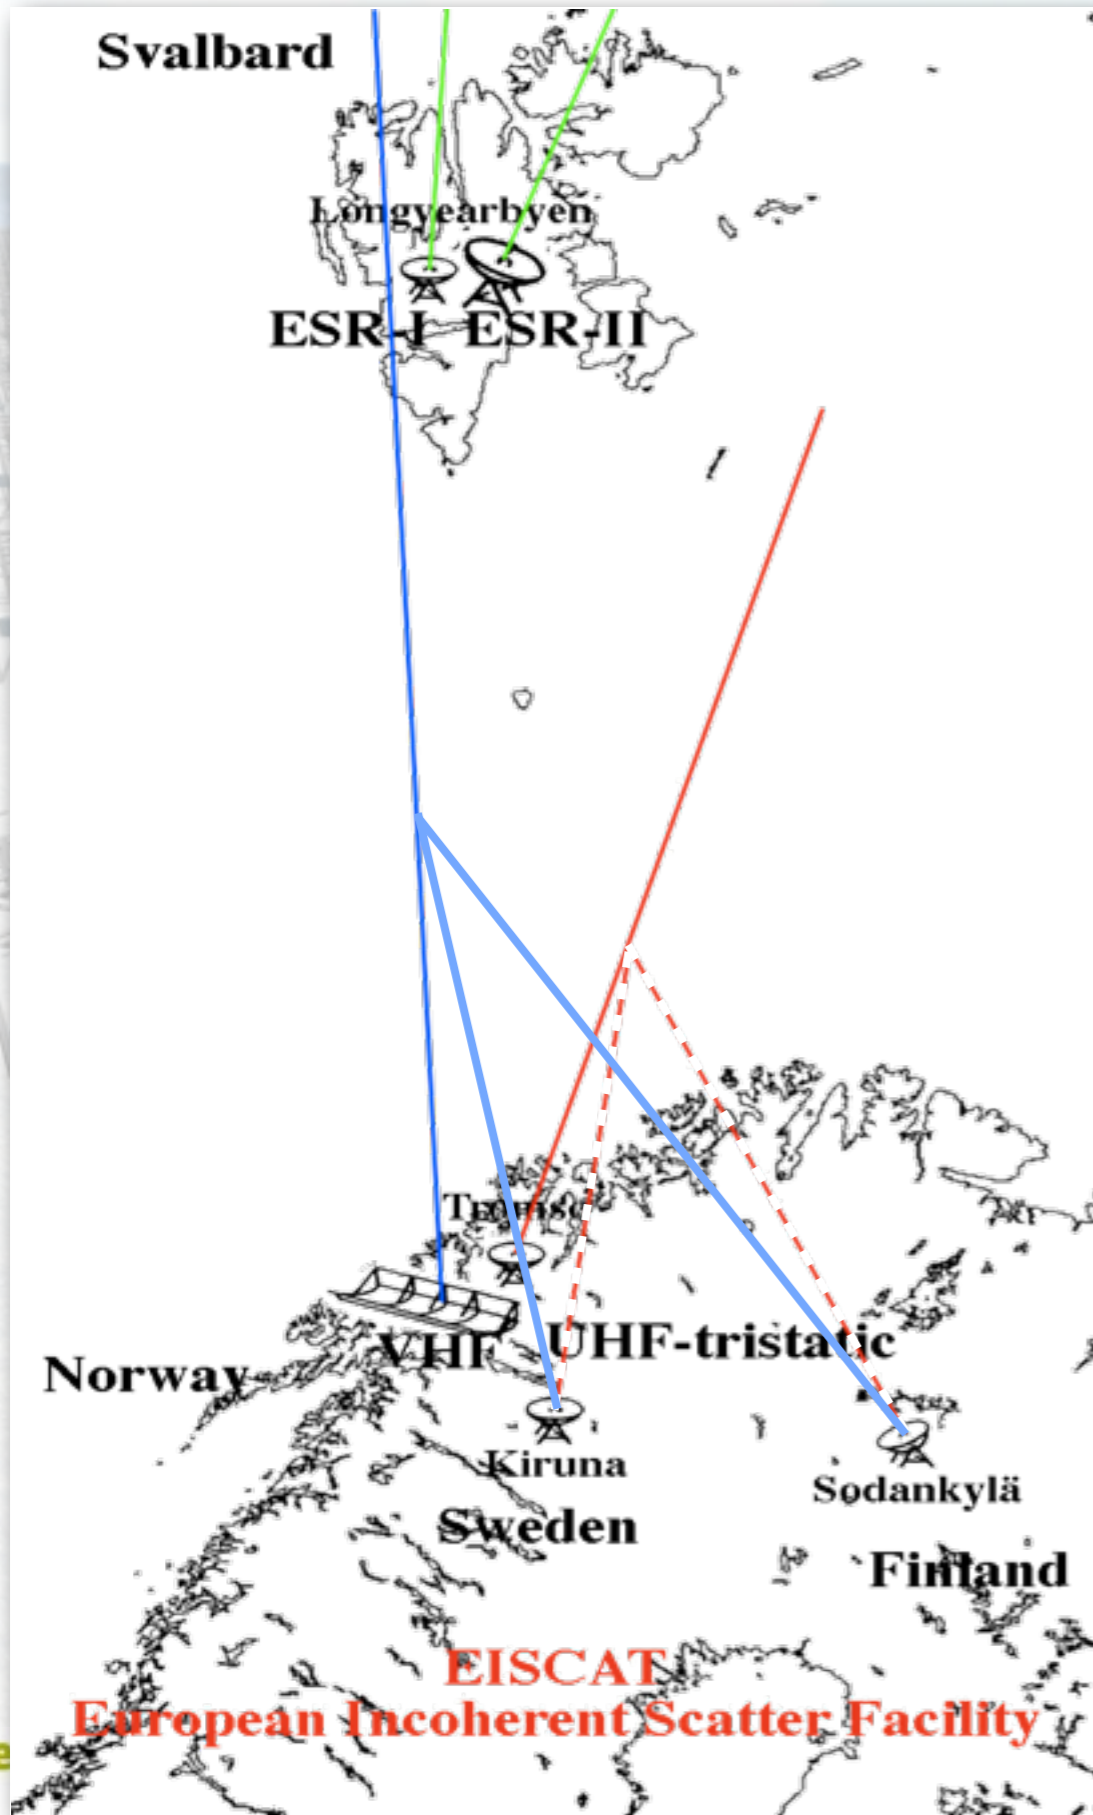 Svalbard
Longyearbyen
ESR-I ESR-II
Tromsø
VHF
UHF-tristatic
Norway
Kiruna
Sodankylä
Sweden
Finland
EISCAT
European Incoherent Scatter Facility
e